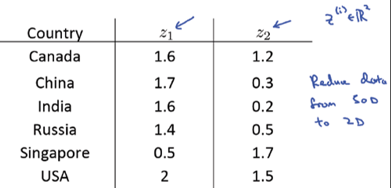 Country z₁ z₂ z⁽ⁱ⁾∈ℝ²
Canada 1.6 1.2
China 1.7 0.3 Reduce data
India 1.6 0.2 from 50D
Russia 1.4 0.5 to 2D
Singapore 0.5 1.7
USA 2 1.5